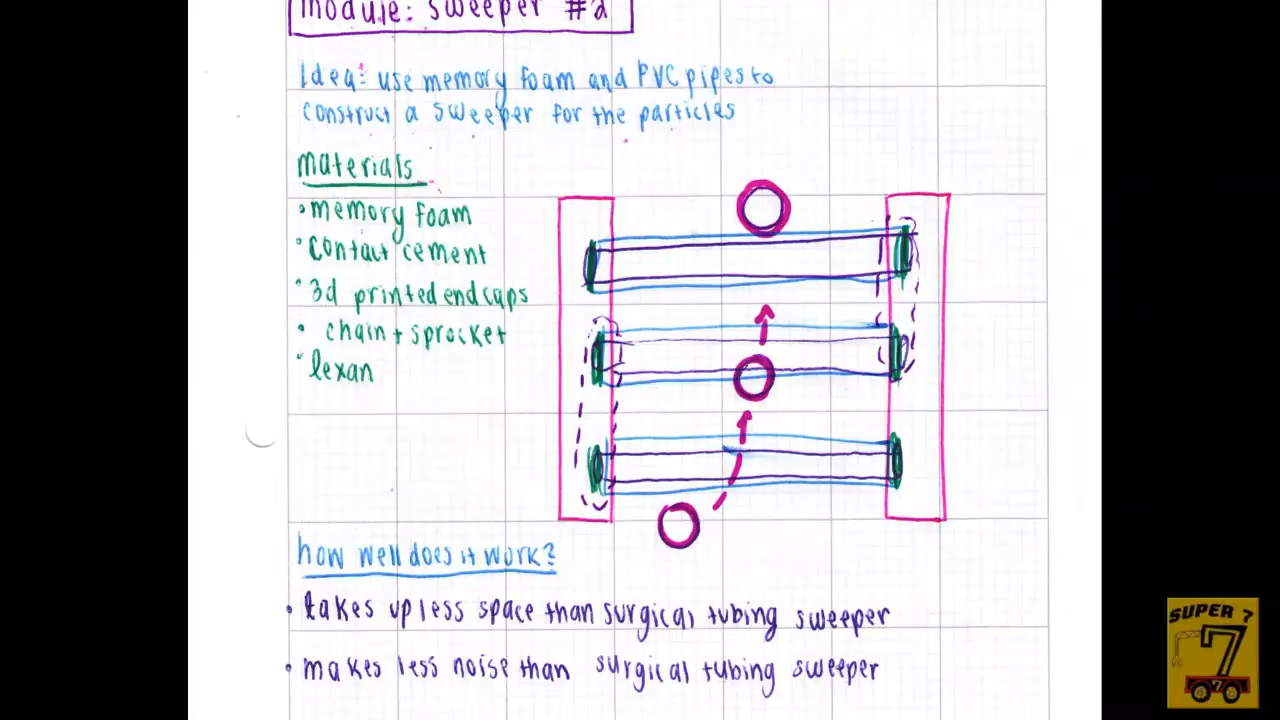 module: sweeper #2
Idea: use memory foam and PVC pipes to
construct a sweeper for the particles
materials
• memory foam
• contact cement
• 3d printed endcaps
• chain + sprocket
• lexan
how well does it work?
• takes up less space than surgical tubing sweeper
• makes less noise than surgical tubing sweeper
SUPER 7
7
7